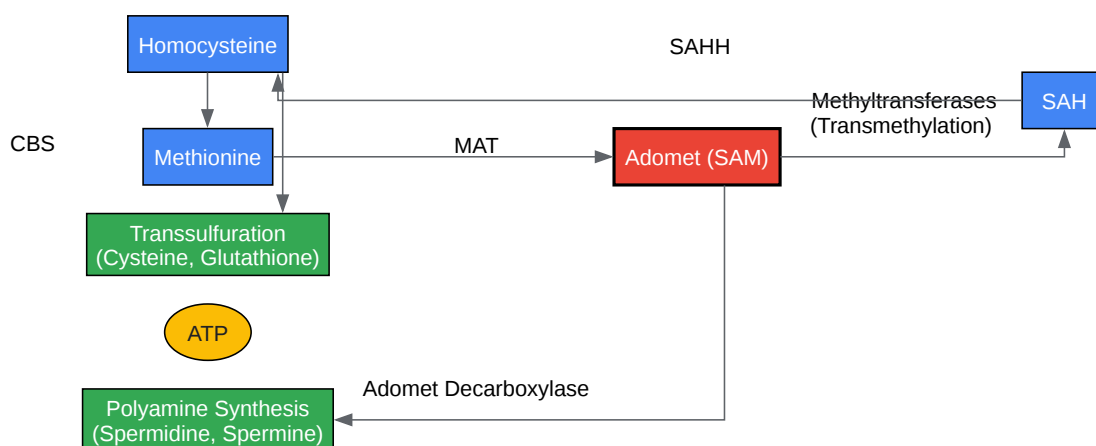 Homocysteine
SAHH
SAH
Methyltransferases
(Transmethylation)
CBS
Methionine
MAT
Adomet (SAM)
Transsulfuration
(Cysteine, Glutathione)
ATP
Adomet Decarboxylase
Polyamine Synthesis
(Spermidine, Spermine)